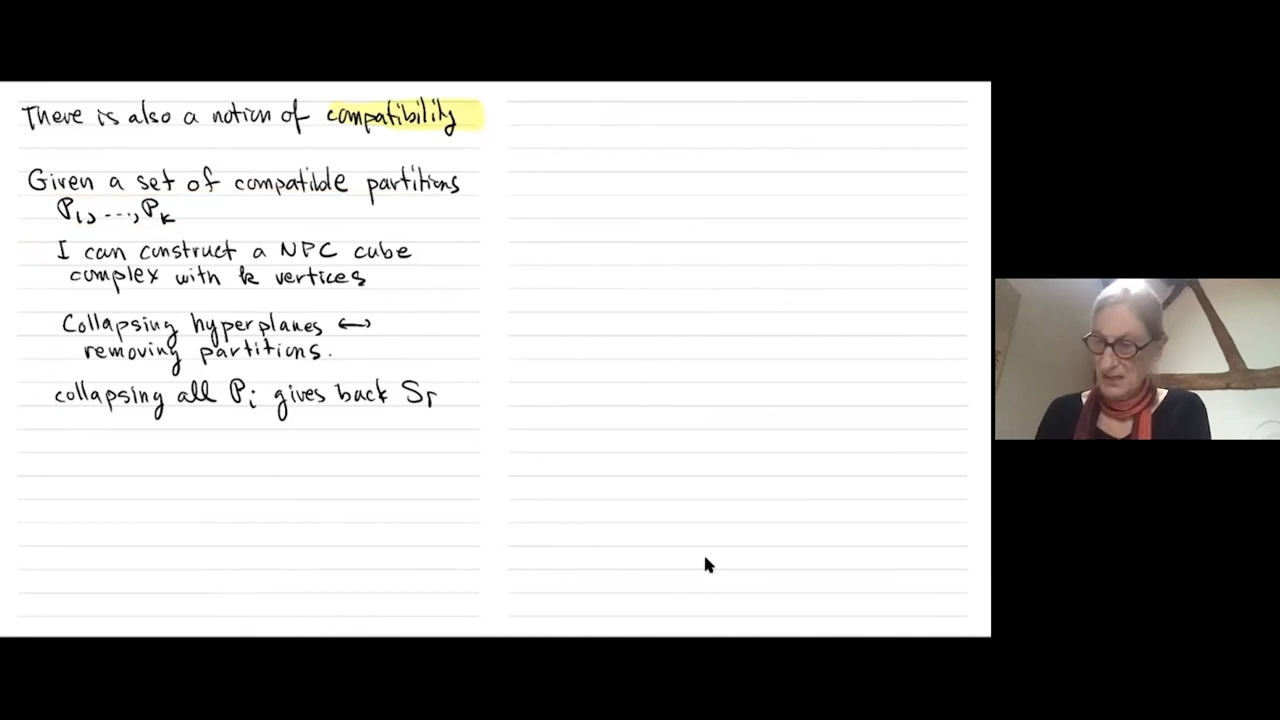 There is also a notion of compatibility
Given a set of compatible partitions
P₁, ..., Pₖ
I can construct a NPC cube
complex with k vertices
Collapsing hyperplanes ↔
removing partitions.
collapsing all Pᵢ gives back S_Γ